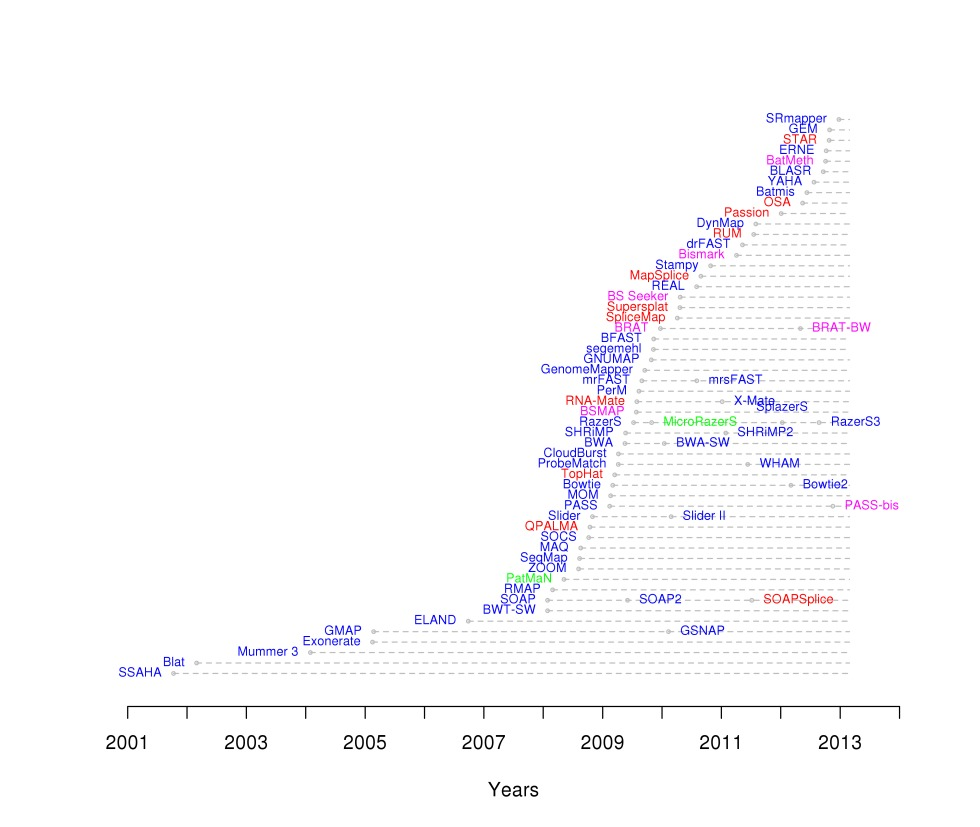 SRmapper
GEM
STAR
ERNE
BatMeth
BLASR
YAHA
Batmis
OSA
Passion
DynMap
RUM
drFAST
Bismark
Stampy
MapSplice
REAL
BS Seeker
Supersplat
SpliceMap
BRAT BRAT-BW
BFAST
segemehl
GNUMAP
GenomeMapper
mrFAST mrsFAST
PerM
RNA-Mate X-Mate
BSMAP SplazerS
RazerS MicroRazerS RazerS3
SHRiMP SHRiMP2
BWA BWA-SW
CloudBurst
ProbeMatch WHAM
TopHat
Bowtie Bowtie2
MOM
PASS PASS-bis
Slider Slider II
QPALMA
SOCS
MAQ
SeqMap
ZOOM
PatMaN
RMAP
SOAP SOAP2 SOAPSplice
BWT-SW
ELAND
GMAP GSNAP
Exonerate
Mummer 3
Blat
SSAHA
2001 2003 2005 2007 2009 2011 2013
Years